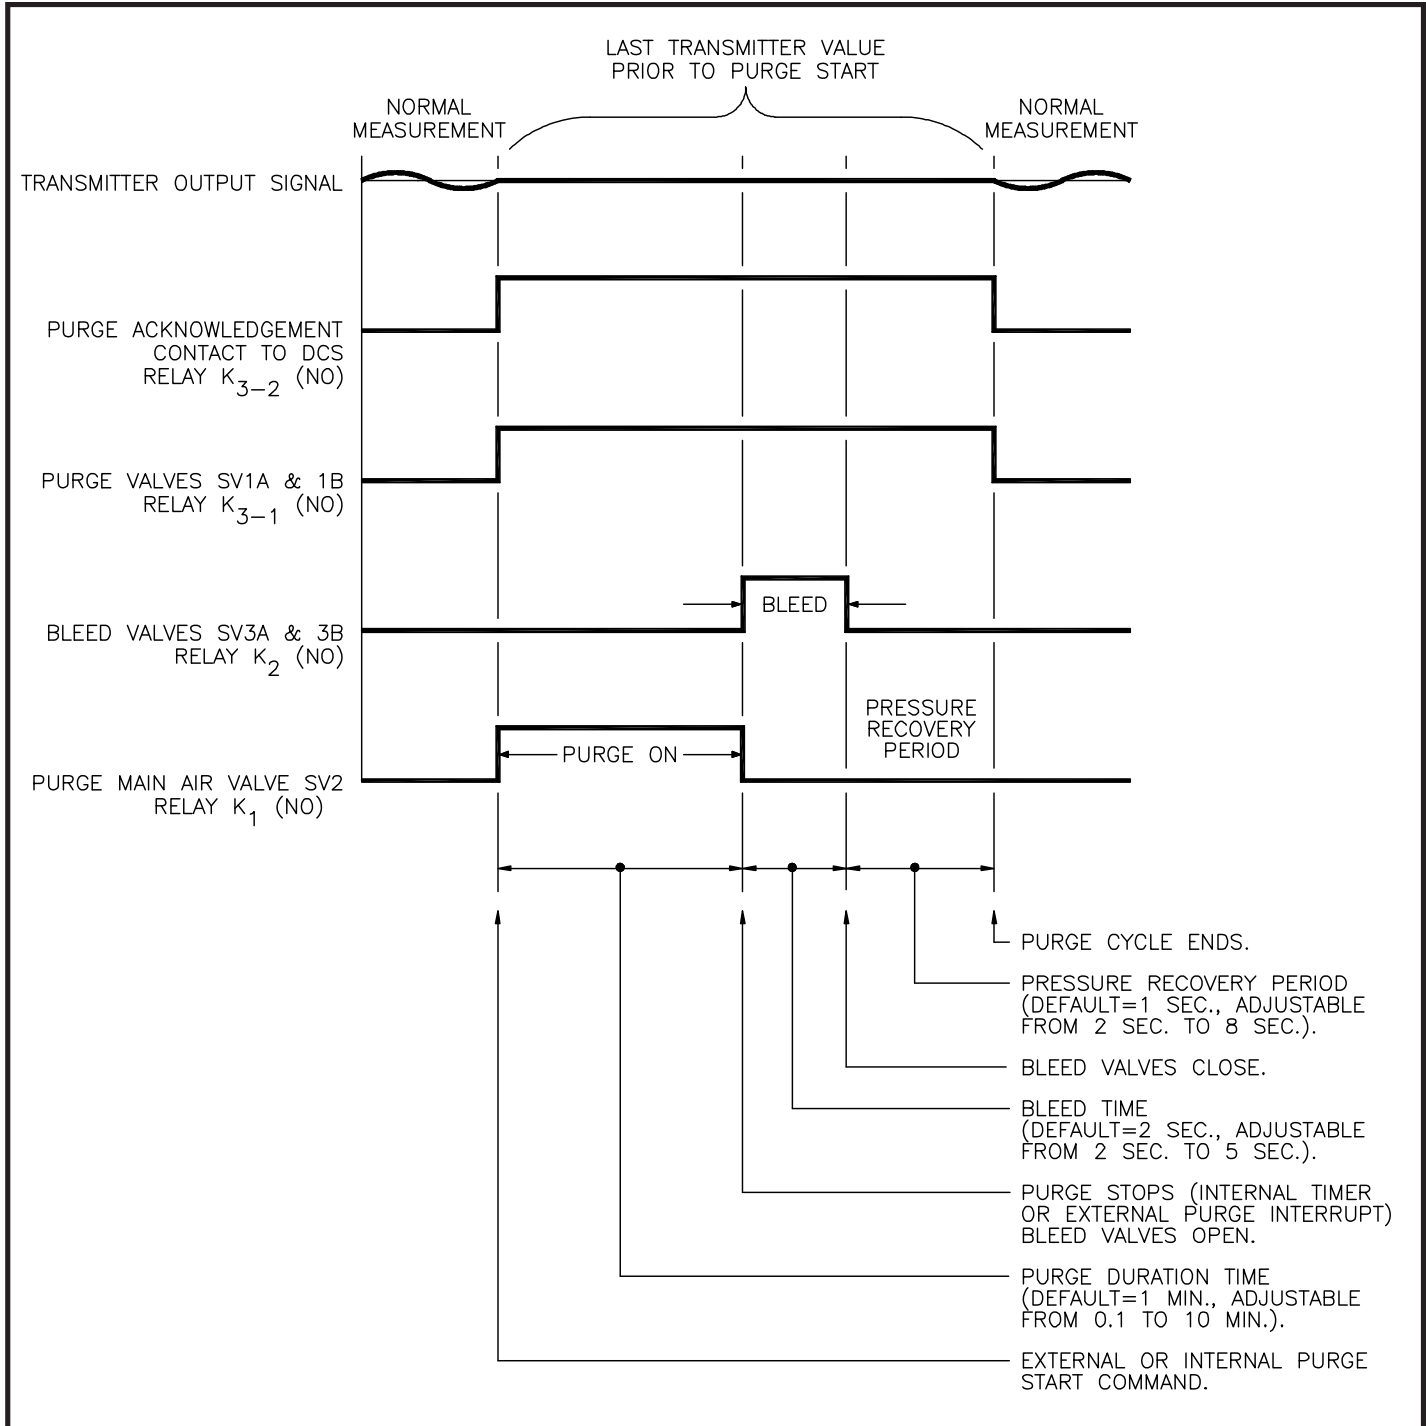 LAST TRANSMITTER VALUE
PRIOR TO PURGE START
NORMAL
MEASUREMENT
NORMAL
MEASUREMENT
TRANSMITTER OUTPUT SIGNAL
PURGE ACKNOWLEDGEMENT
CONTACT TO DCS
RELAY K3-2 (NO)
PURGE VALVES SV1A & 1B
RELAY K3-1 (NO)
BLEED
BLEED VALVES SV3A & 3B
RELAY K2 (NO)
PRESSURE
RECOVERY
PERIOD
PURGE ON
PURGE MAIN AIR VALVE SV2
RELAY K1 (NO)
PURGE CYCLE ENDS.
PRESSURE RECOVERY PERIOD
(DEFAULT=1 SEC., ADJUSTABLE
FROM 2 SEC. TO 8 SEC.).
BLEED VALVES CLOSE.
BLEED TIME
(DEFAULT=2 SEC., ADJUSTABLE
FROM 2 SEC. TO 5 SEC.).
PURGE STOPS (INTERNAL TIMER
OR EXTERNAL PURGE INTERRUPT)
BLEED VALVES OPEN.
PURGE DURATION TIME
(DEFAULT=1 MIN., ADJUSTABLE
FROM 0.1 TO 10 MIN.).
EXTERNAL OR INTERNAL PURGE
START COMMAND.